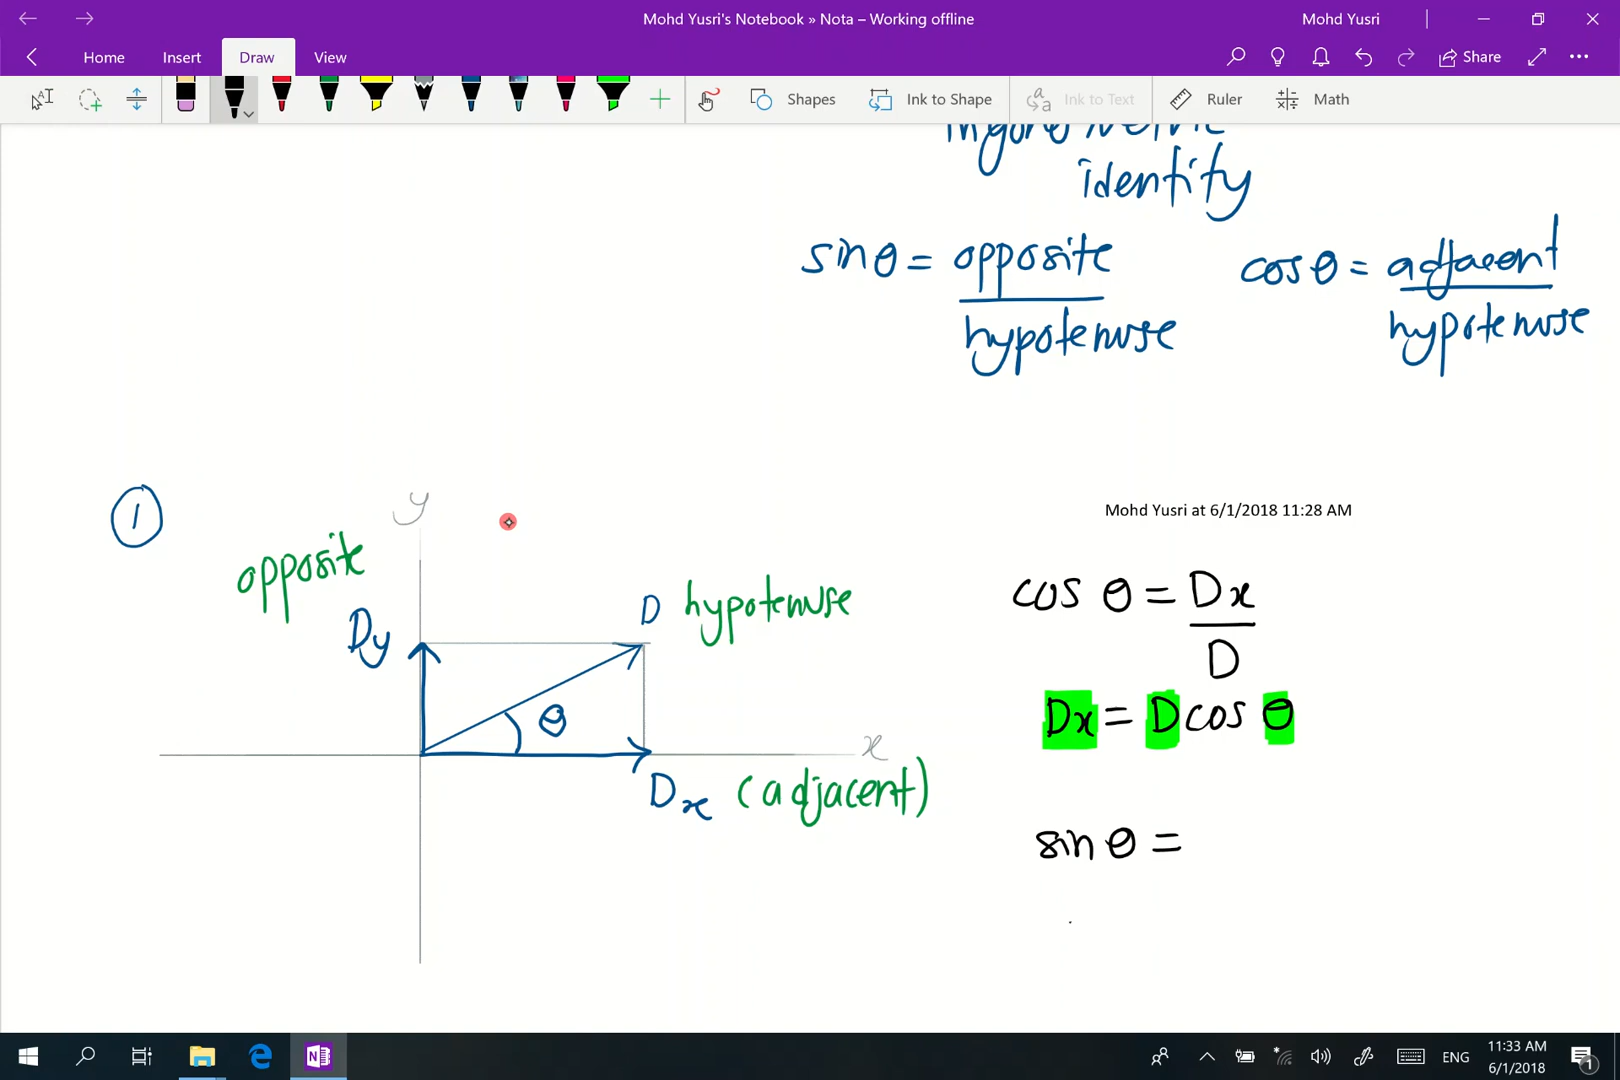 Mohd Yusri's Notebook » Nota – Working offline
Mohd Yusri
Home Insert Draw View
Share
Shapes Ink to Shape Ink to Text Ruler Math
identity
sin θ = opposite
hypotenuse
cos θ = adjacent
hypotenuse
1
y
opposite
Mohd Yusri at 6/1/2018 11:28 AM
D hypotenuse
Dy
θ
x
Dx (adjacent)
cos θ = Dx
D
Dx = D cos θ
sin θ =
ENG
11:33 AM
6/1/2018
1